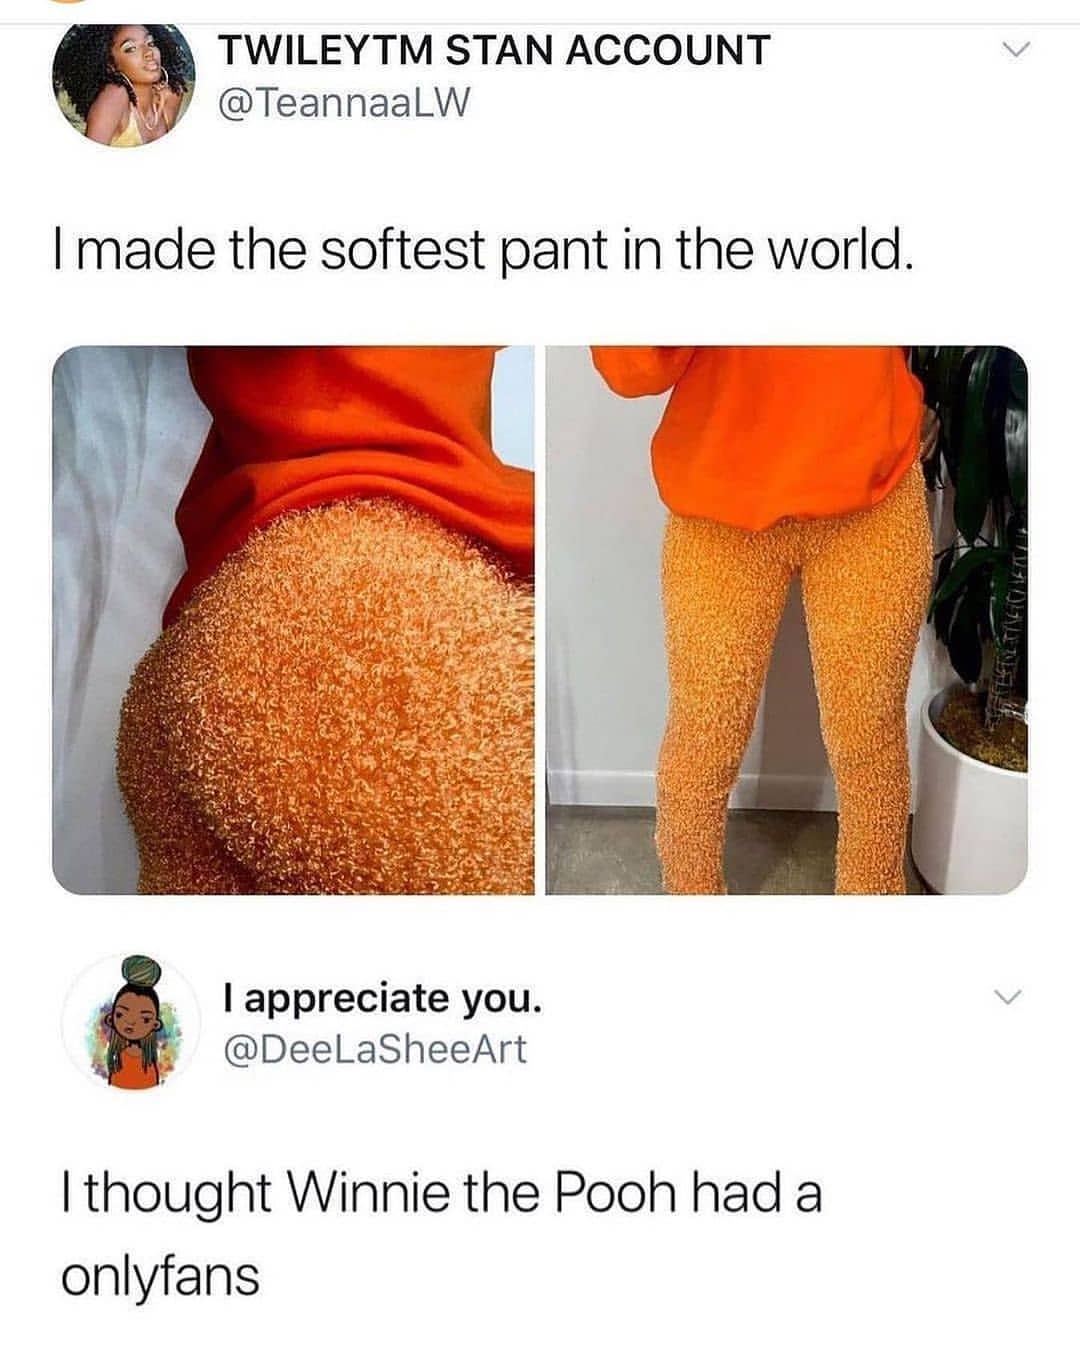 TWILEYTM STAN ACCOUNT
@TeannaaLW
I made the softest pant in the world.
I appreciate you.
@DeeLaSheeArt
I thought Winnie the Pooh had a
onlyfans